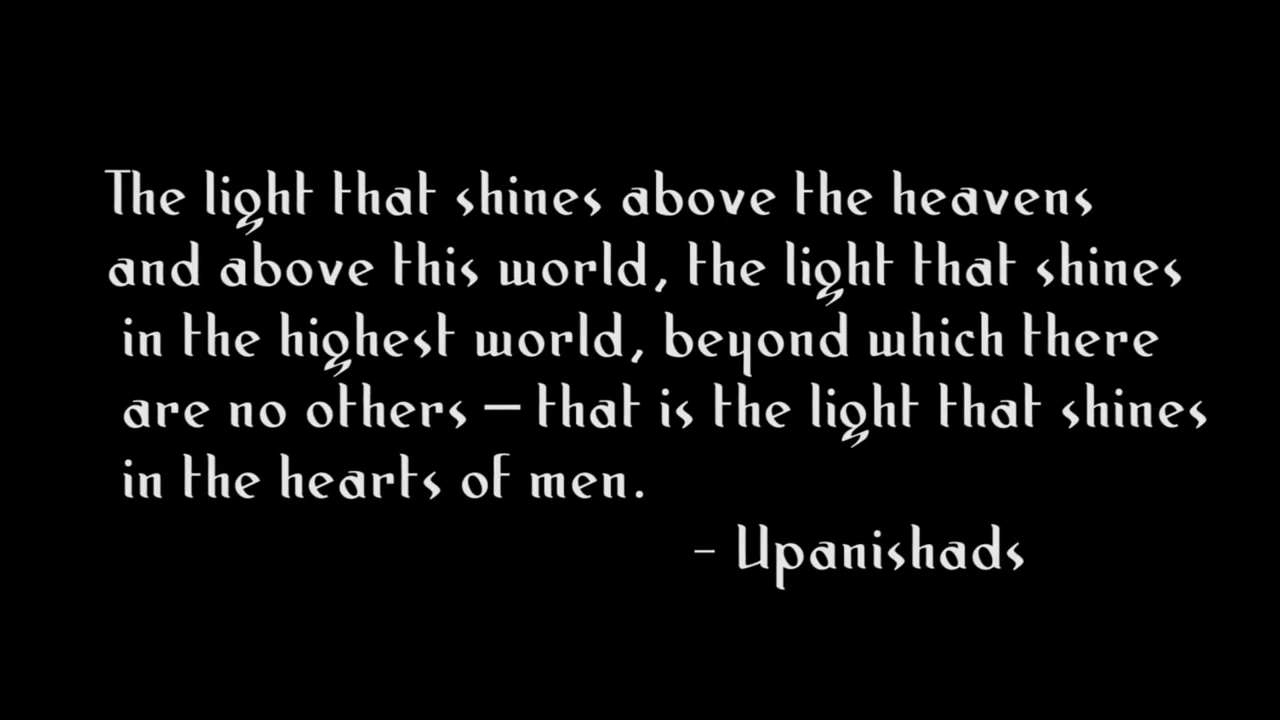 The light that shines above the heavens
and above this world, the light that shines
in the highest world, beyond which there
are no others – that is the light that shines
in the hearts of men.
- Upanishads